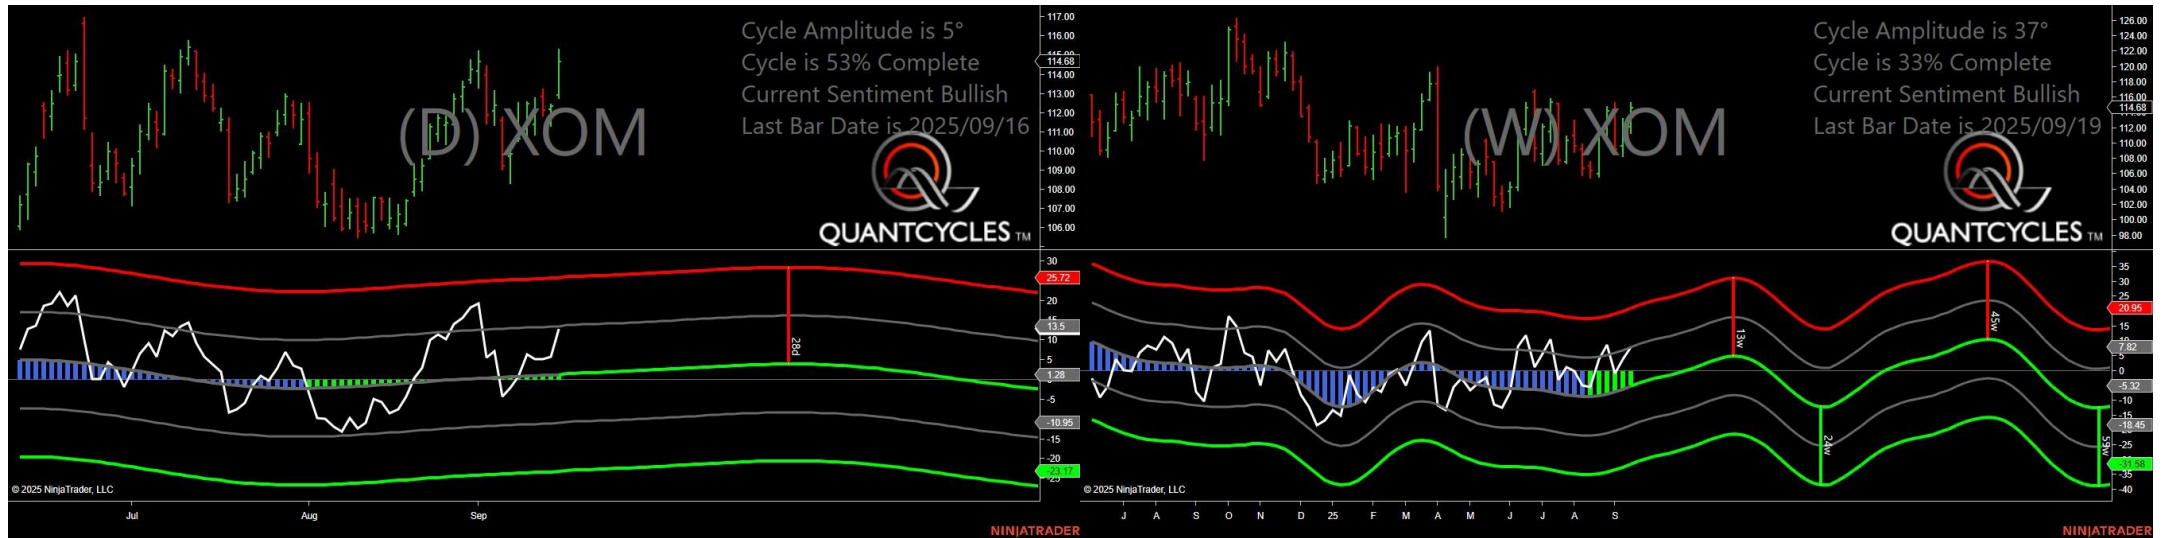 Cycle Amplitude is 5°
Cycle is 53% Complete
Current Sentiment Bullish
Last Bar Date is 2025/09/16
(D) XOM
QUANTCYCLES TM
117.00
116.00
114.68
114.00
113.00
112.00
111.00
110.00
109.00
108.00
107.00
106.00
30
25.72
20
13.5
10
5
1.28
-5
-10.95
-15
-20
-23.17
28d
© 2025 NinjaTrader, LLC
Jul
Aug
Sep
NINJATRADER
Cycle Amplitude is 37°
Cycle is 33% Complete
Current Sentiment Bullish
Last Bar Date is 2025/09/19
(W) XOM
QUANTCYCLES TM
126.00
124.00
122.00
120.00
118.00
116.00
114.68
112.00
110.00
108.00
106.00
104.00
102.00
100.00
98.00
35
30
25
20.95
15
7.82
5
0
-5.32
-10
-15
-18.45
-25
-31.58
-35
-40
13w
24w
45w
59w
© 2025 NinjaTrader, LLC
J A S O N D 25 F M A M J J A S
NINJATRADER